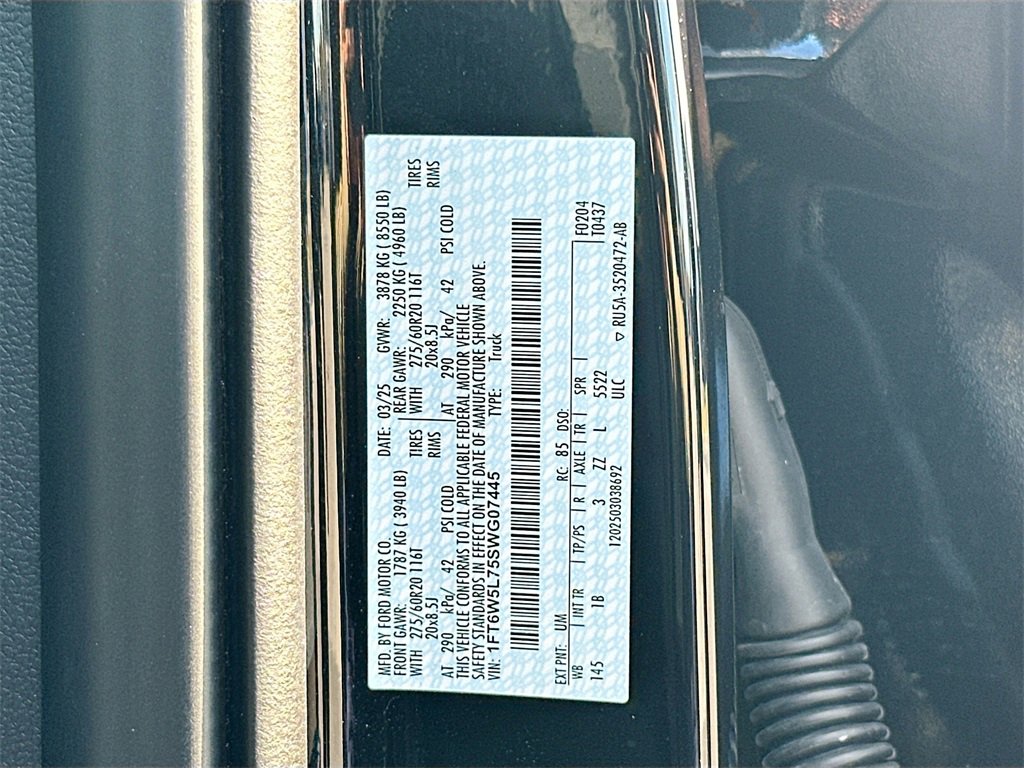 MFD. BY FORD MOTOR CO. DATE: 03/25 GVWR: 3878 KG ( 8550 LB)
FRONT GAWR: 1787 KG ( 3940 LB) REAR GAWR: 2250 KG ( 4960 LB)
WITH 275/60R20 116T TIRES WITH 275/60R20 116T TIRES
20x8.5J RIMS 20x8.5J RIMS
AT 290 kPa/ 42 PSI COLD AT 290 kPa/ 42 PSI COLD
THIS VEHICLE CONFORMS TO ALL APPLICABLE FEDERAL MOTOR VEHICLE
SAFETY STANDARDS IN EFFECT ON THE DATE OF MANUFACTURE SHOWN ABOVE.
VIN: 1FT6W5L75SWG07445 TYPE: Truck
EXT PNT: UM RC: 85 DSO: F0204
WB INT TR TP/PS R AXLE TR SPR T0437
145 1B 3 ZZ L 5522
1202503038692 ULC ▽ RU5A-3520472-AB